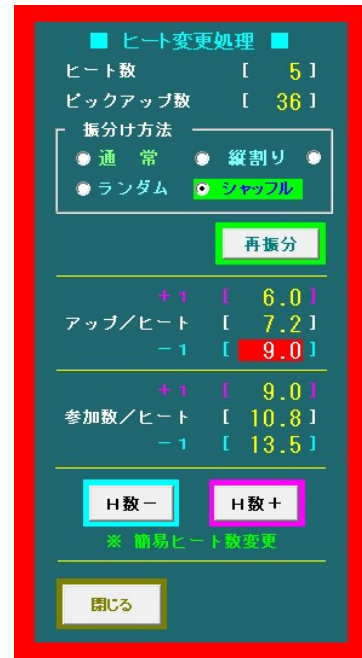 ■ ヒート変更処理 ■
ヒート数 [ 5 ]
ピックアップ数 [ 36 ]
振分け方法
通 常 縦割り
ランダム シャッフル
再振分
＋１ [ 6.0 ]
アップ／ヒート [ 7.2 ]
－１ [ 9.0 ]
＋１ [ 9.0 ]
参加数／ヒート [ 10.8 ]
－１ [ 13.5 ]
Ｈ数－ Ｈ数＋
※ 簡易ヒート数変更
閉じる